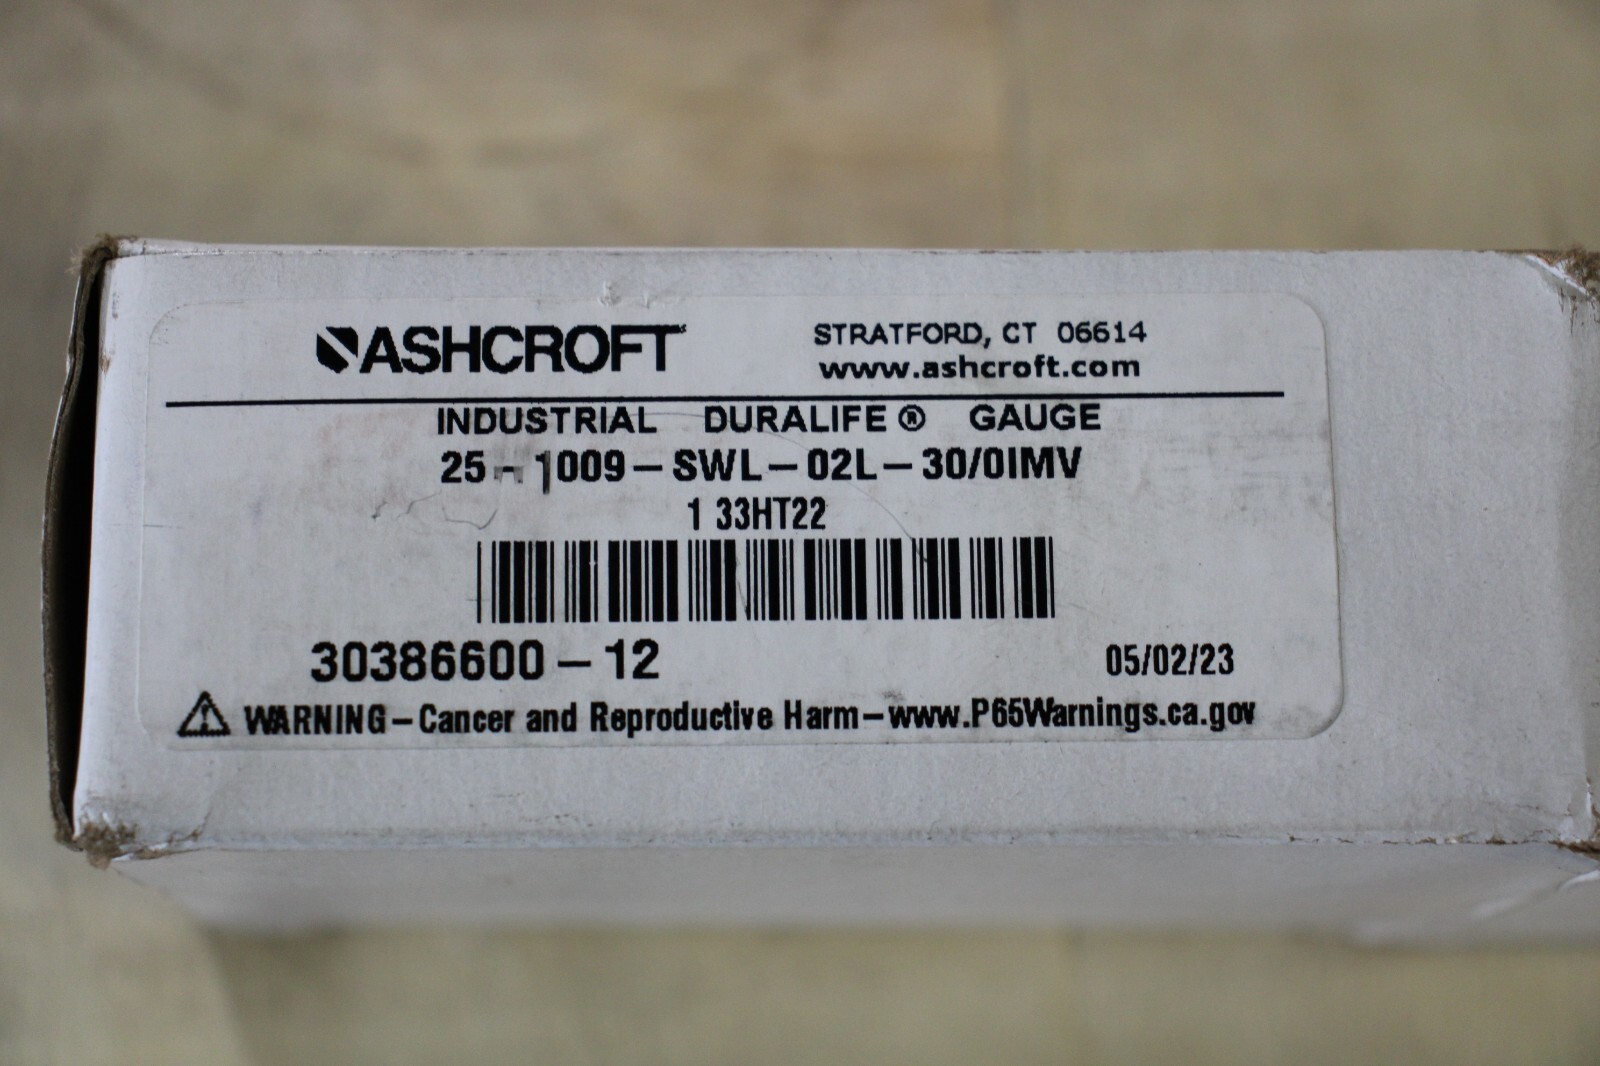 ASHCROFT
STRATFORD, CT 06614
www.ashcroft.com
INDUSTRIAL DURALIFE® GAUGE
25-1009-SWL-02L-30/0IMV
1 33HT22
30386600-12
05/02/23
WARNING-Cancer and Reproductive Harm-www.P65Warnings.ca.gov